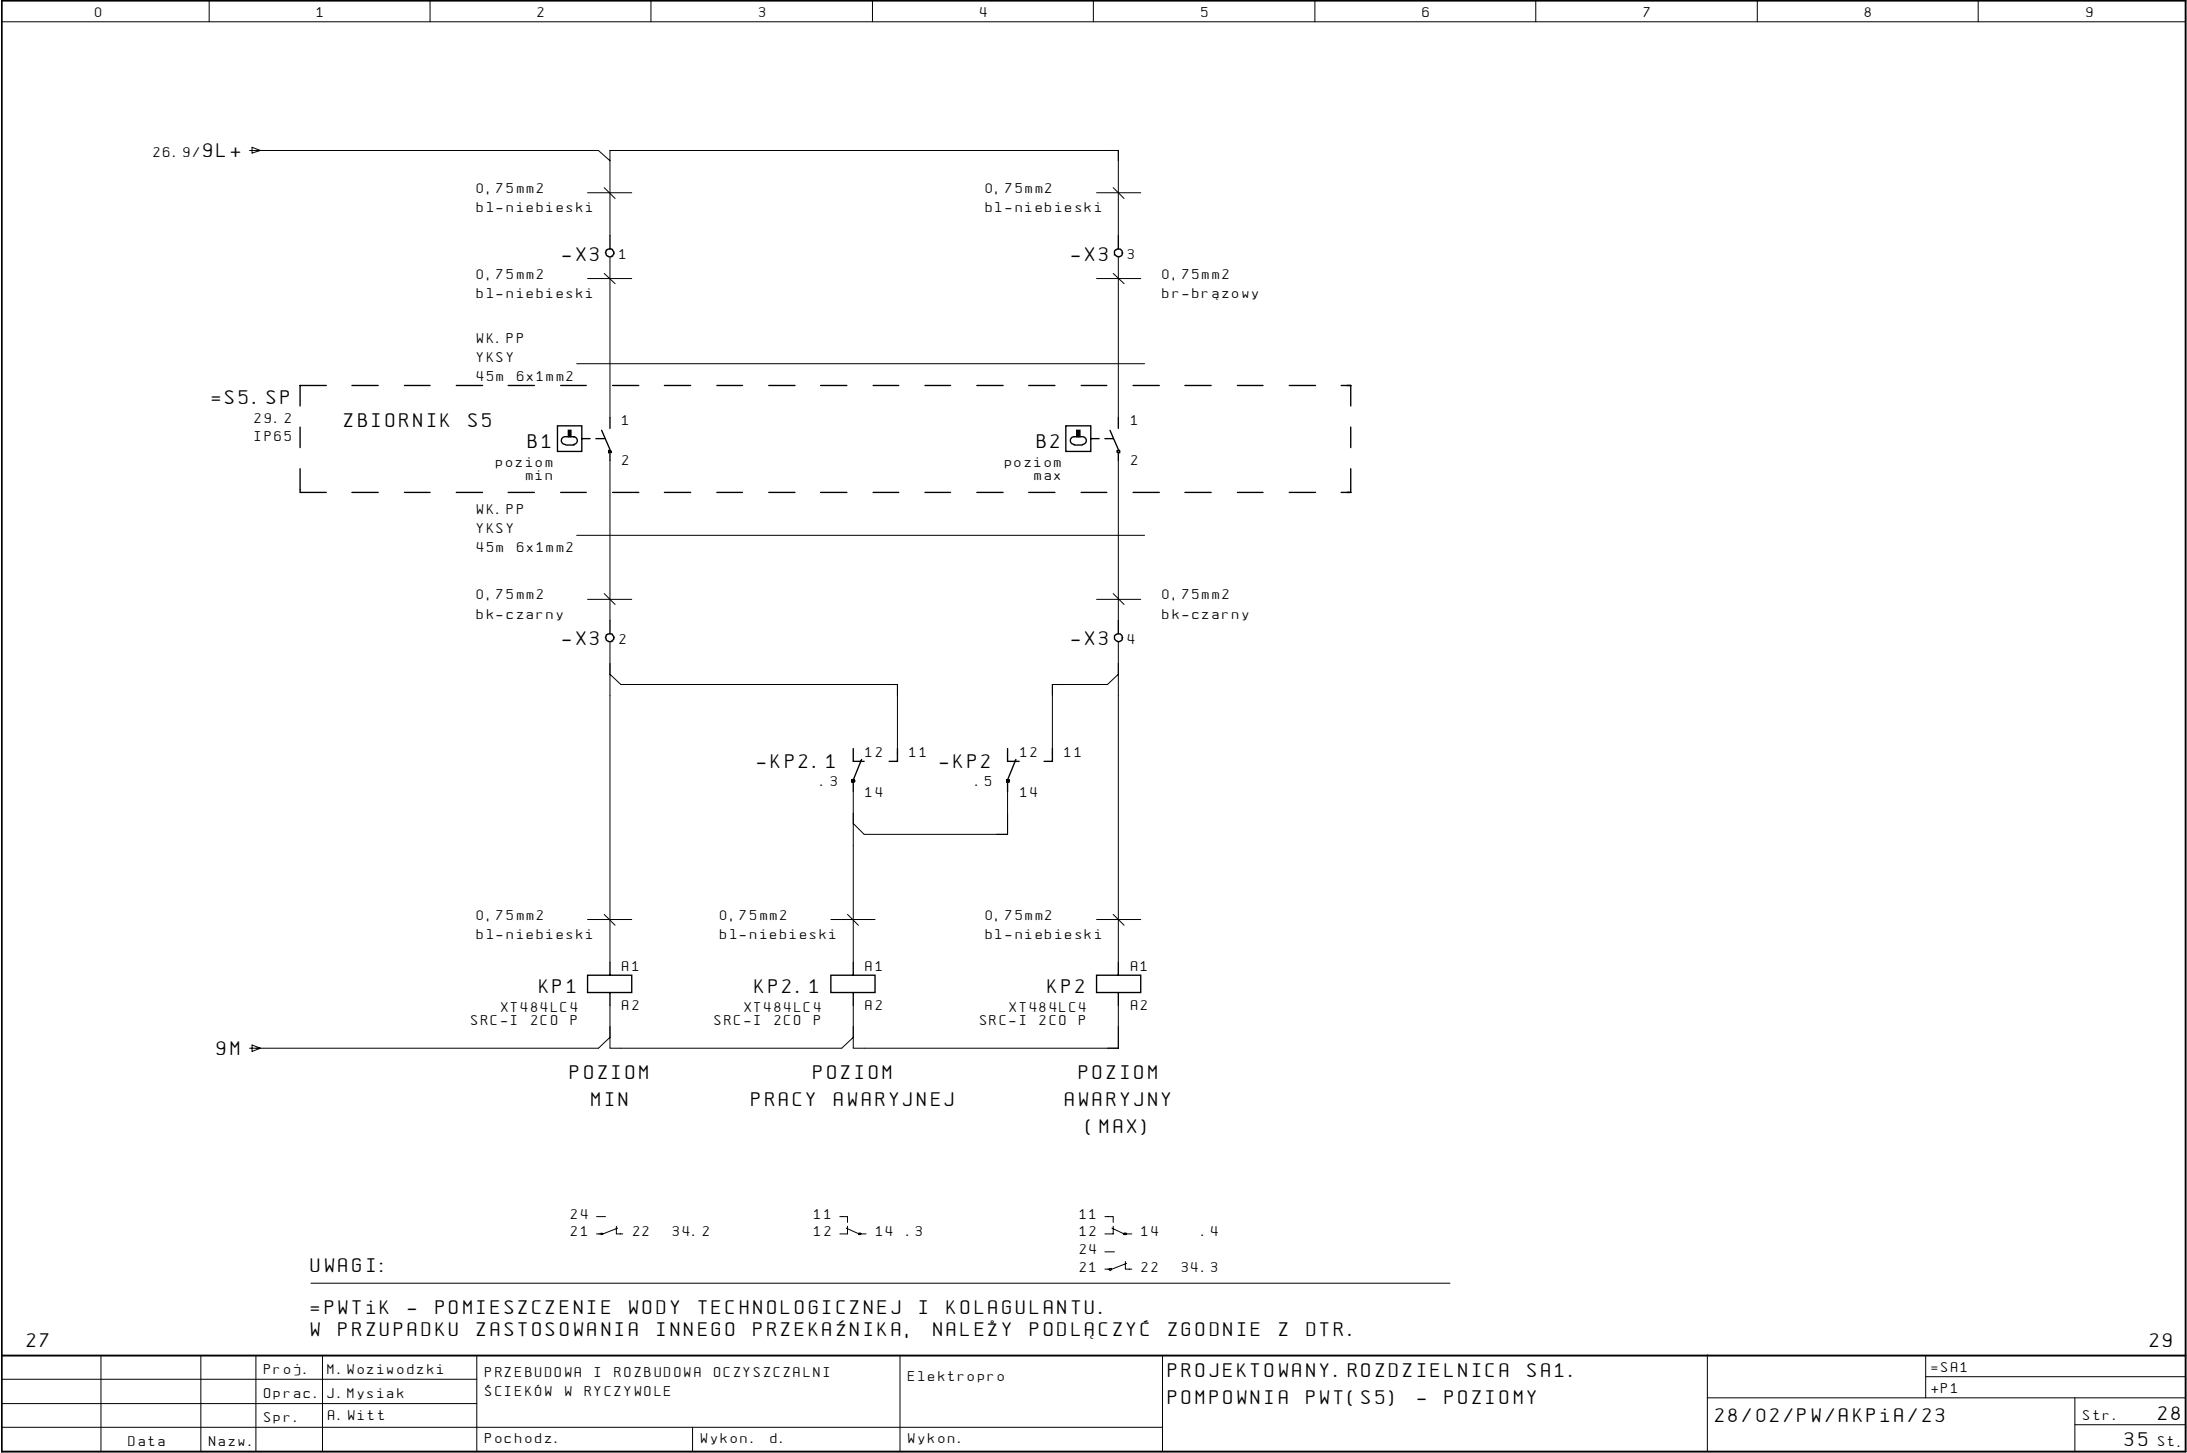 0 1 2 3 4 5 6 7 8 9
26.9/9L+
0,75mm2
bl-niebieski
0,75mm2
bl-niebieski
-X3 1
-X3 3
0,75mm2
bl-niebieski
0,75mm2
br-brązowy
WK.PP
YKSY
45m 6x1mm2
=S5.SP
29.2
IP65
ZBIORNIK S5
B1
poziom
min
1
2
B2
poziom
max
1
2
WK.PP
YKSY
45m 6x1mm2
0,75mm2
bk-czarny
0,75mm2
bk-czarny
-X3 2
-X3 4
-KP2.1
.3
12 11
14
-KP2
.5
12 11
14
0,75mm2
bl-niebieski
0,75mm2
bl-niebieski
0,75mm2
bl-niebieski
KP1
XT484LC4
SRC-I 2CO P
A1
A2
KP2.1
XT484LC4
SRC-I 2CO P
A1
A2
KP2
XT484LC4
SRC-I 2CO P
A1
A2
9M
POZIOM
MIN
POZIOM
PRACY AWARYJNEJ
POZIOM
AWARYJNY
(MAX)
24
21 22 34.2
11
12 14 .3
11
12 14 .4
24
21 22 34.3
UWAGI:
=PWTiK - POMIESZCZENIE WODY TECHNOLOGICZNEJ I KOLAGULANTU.
W PRZUPADKU ZASTOSOWANIA INNEGO PRZEKAŹNIKA, NALEŻY PODLĄCZYĆ ZGODNIE Z DTR.
27
29
Proj. M.Woziwodzki
Oprac. J.Mysiak
Spr. A.Witt
Data Nazw.
PRZEBUDOWA I ROZBUDOWA OCZYSZCZALNI
ŚCIEKÓW W RYCZYWOLE
Pochodz. Wykon. d. Wykon.
Elektropro
PROJEKTOWANY.ROZDZIELNICA SA1.
POMPOWNIA PWT(S5) - POZIOMY
=SA1
+P1
28/02/PW/AKPiA/23
Str. 28
35 St.